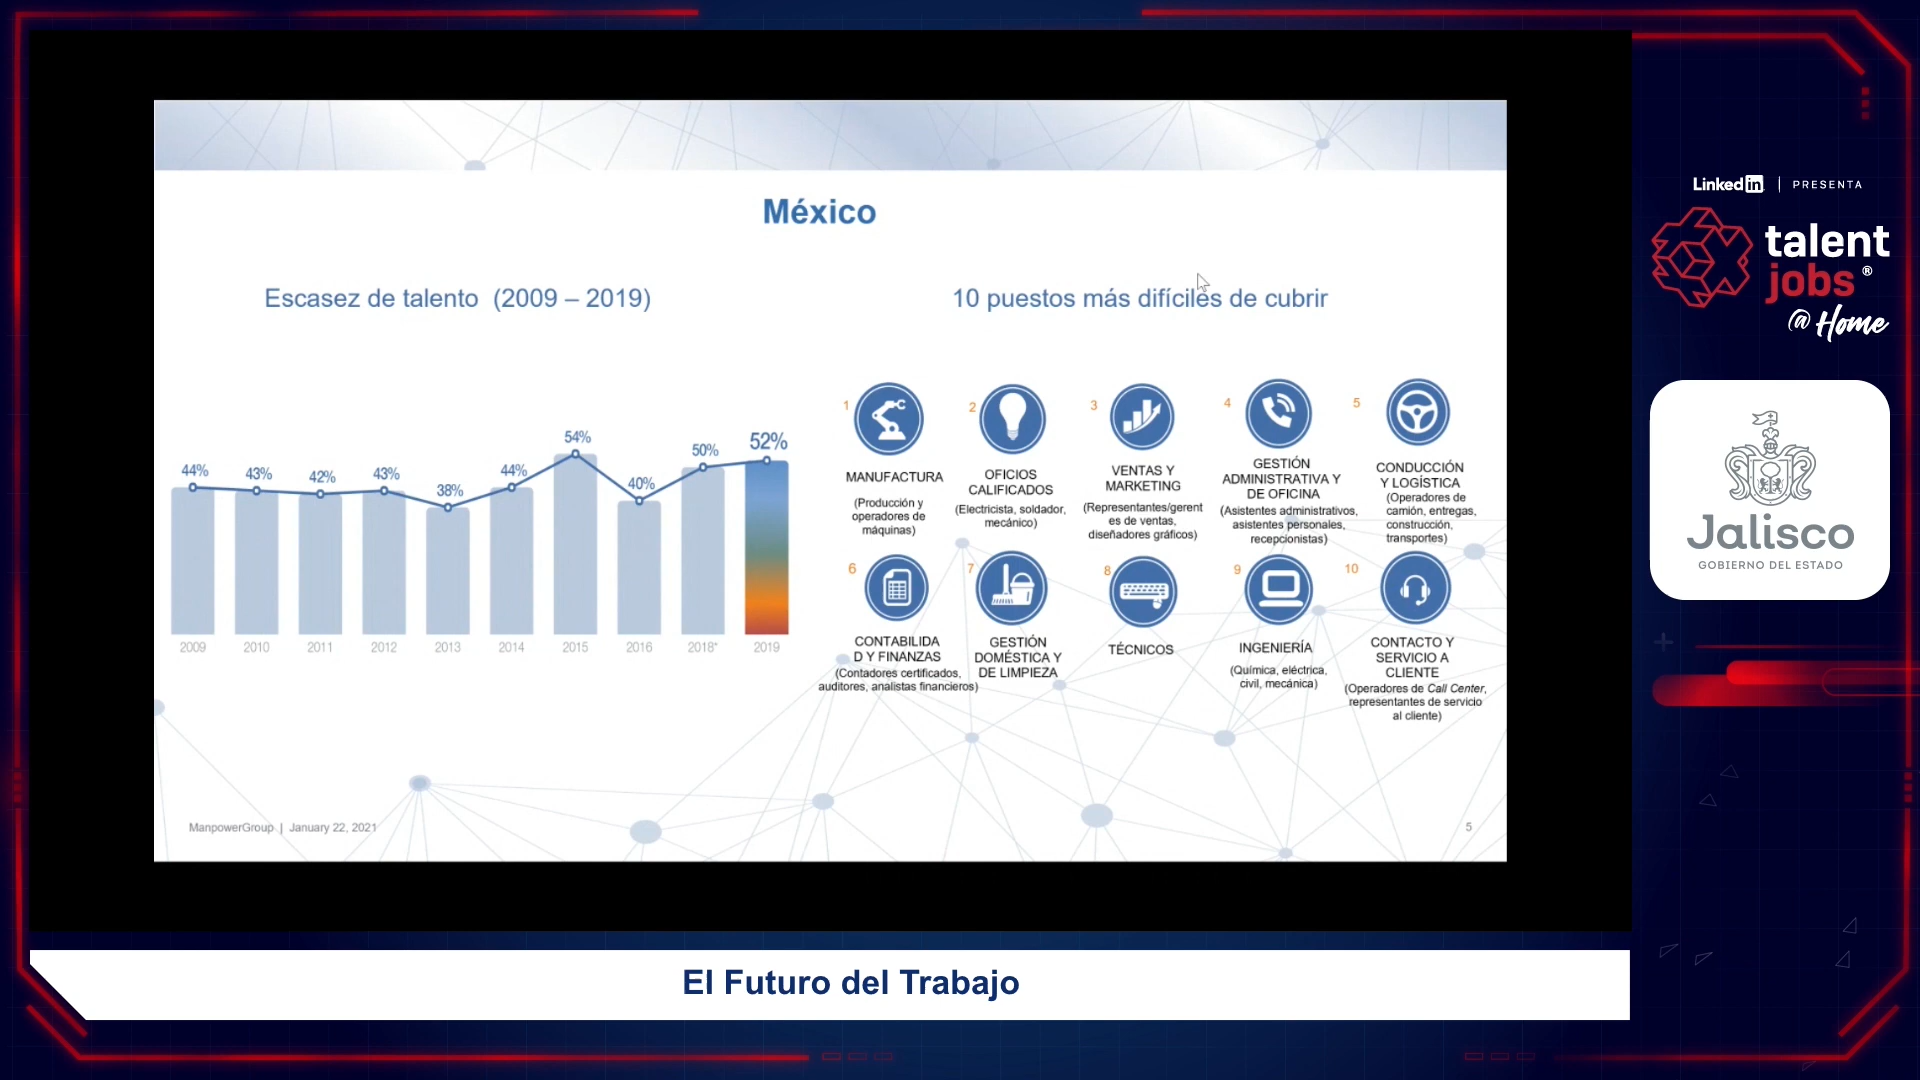 México
Escasez de talento (2009 – 2019)
44%
43%
42%
43%
38%
44%
54%
40%
50%
52%
2009
2010
2011
2012
2013
2014
2015
2016
2018*
2019
10 puestos más difíciles de cubrir
1
MANUFACTURA
(Producción y
operadores de
máquinas)
2
OFICIOS
CALIFICADOS
(Electricista, soldador,
mecánico)
3
VENTAS Y
MARKETING
(Representantes/gerent
es de ventas,
diseñadores gráficos)
4
GESTIÓN
ADMINISTRATIVA Y
DE OFICINA
(Asistentes administrativos,
asistentes personales,
recepcionistas)
5
CONDUCCIÓN
Y LOGÍSTICA
(Operadores de
camión, entregas,
construcción,
transportes)
6
CONTABILIDA
D Y FINANZAS
(Contadores certificados,
auditores, analistas financieros)
7
GESTIÓN
DOMÉSTICA Y
DE LIMPIEZA
8
TÉCNICOS
9
INGENIERÍA
(Química, eléctrica,
civil, mecánica)
10
CONTACTO Y
SERVICIO A
CLIENTE
(Operadores de Call Center,
representantes de servicio
al cliente)
ManpowerGroup | January 22, 2021
5
LinkedIn | PRESENTA
talent
jobs®
@Home
Jalisco
GOBIERNO DEL ESTADO
El Futuro del Trabajo